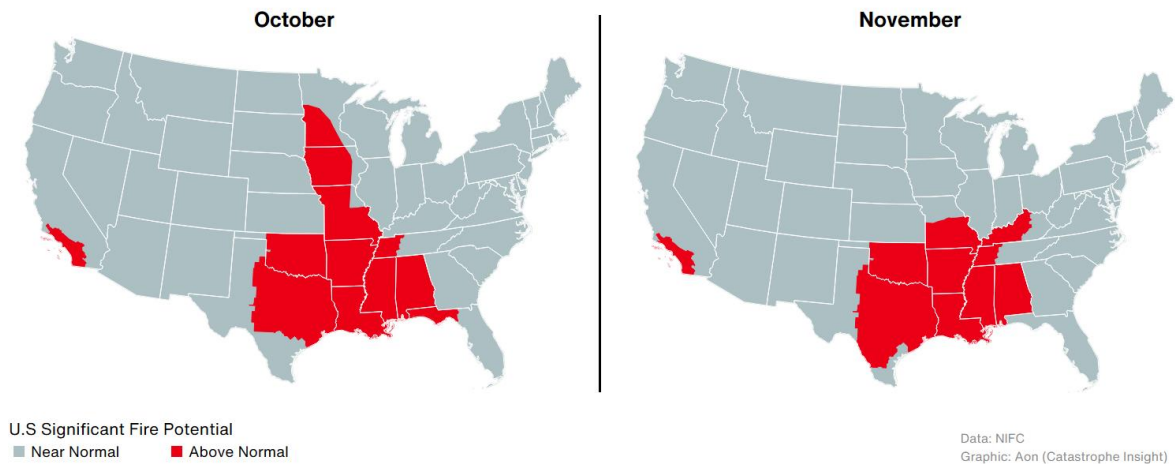 October
November
U.S Significant Fire Potential
Near Normal
Above Normal
Data: NIFC
Graphic: Aon (Catastrophe Insight)